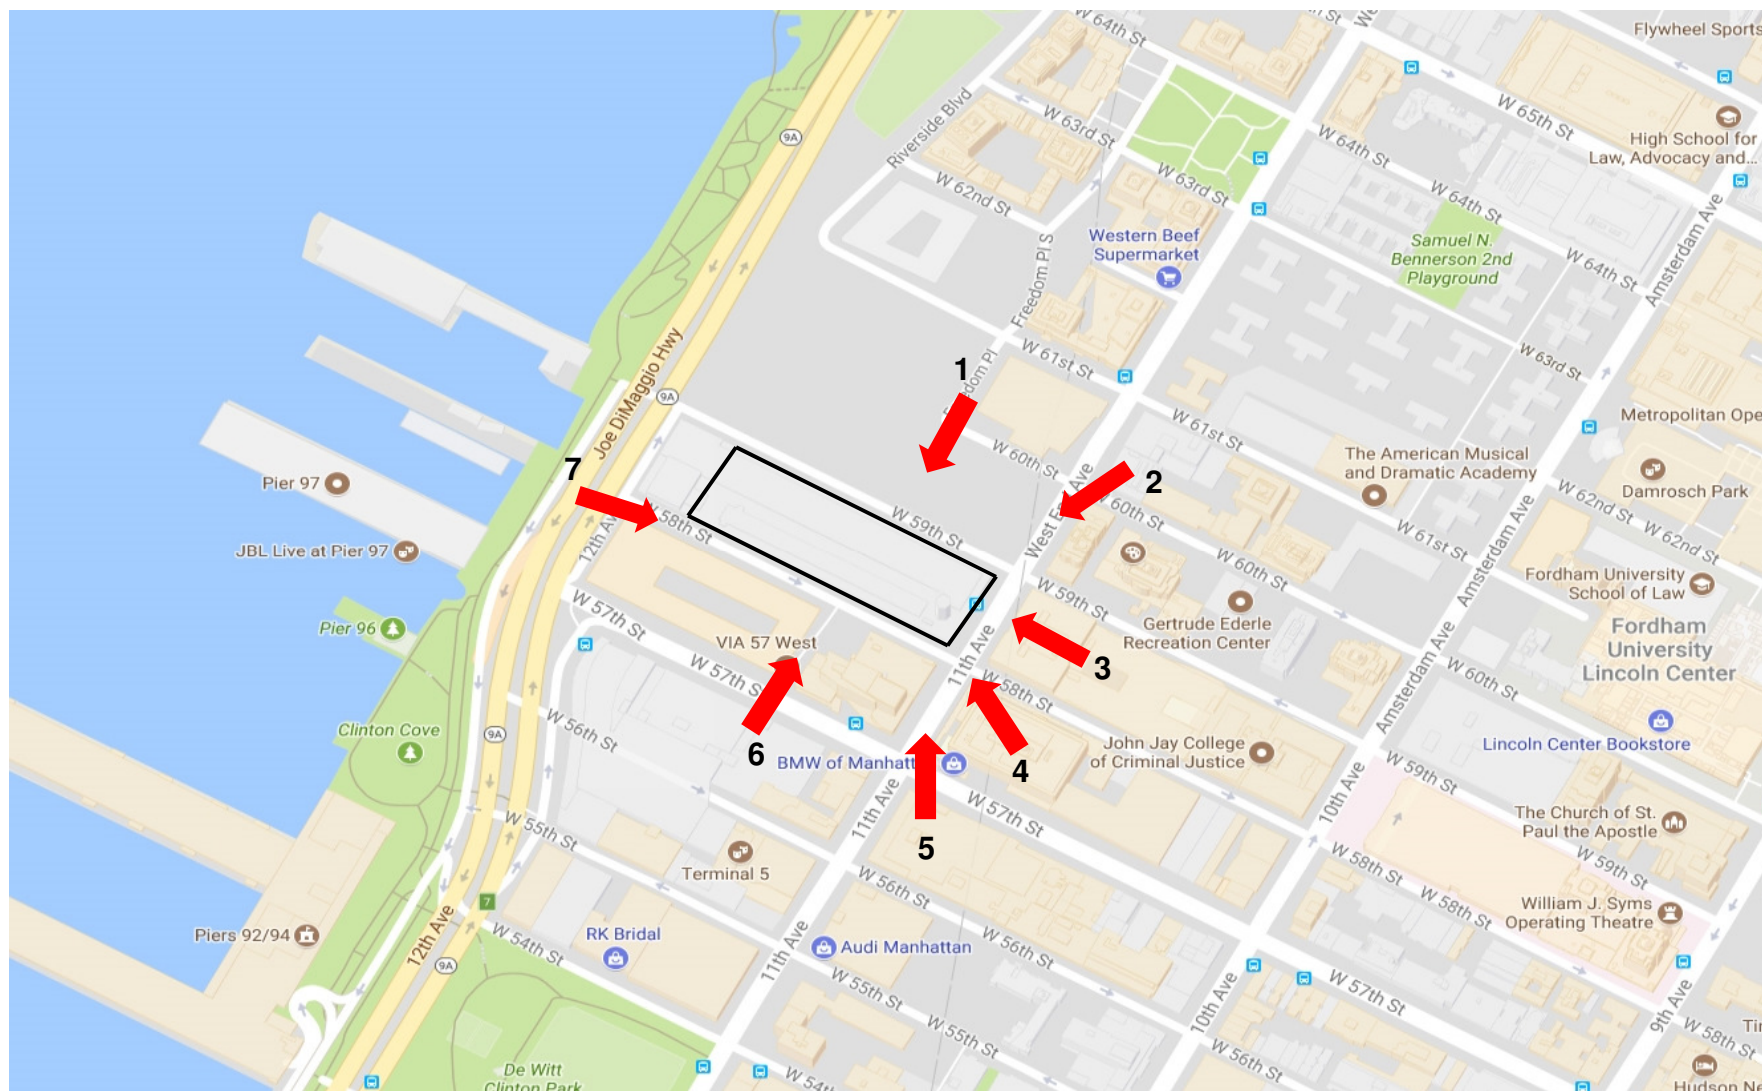 W 64th St
Flywheel Sports
W 65th St
High School for
Law, Advocacy and...
9A
Riverside Blvd
W 63rd St
W 64th St
W 62nd St
W 63rd St
W 64th St
Amsterdam Ave
Western Beef
Supermarket
Samuel N.
Bennerson 2nd
Playground
W 64th St
Freedom Pl S
W 61st St
W 63rd St
Joe DiMaggio Hwy
9A
1
W 61st St
Metropolitan Ope
The American Musical
and Dramatic Academy
Damrosch Park
W 60th St
West End Ave
2
7
Pier 97
W 58th St
W 59th St
W 60th St
W 61st St
W 62nd St
W 62nd St
JBL Live at Pier 97
12th Ave
Amsterdam Ave
Fordham University
School of Law
W 60th St
W 59th St
Gertrude Ederle
Recreation Center
Fordham
University
Lincoln Center
Pier 96
W 57th St
VIA 57 West
11th Ave
3
W 58th St
W 57th St
W 60th St
Amsterdam Ave
Clinton Cove
9A
W 56th St
6
BMW of Manhatt
4
John Jay College
of Criminal Justice
Lincoln Center Bookstore
W 59th St
11th Ave
W 57th St
10th Ave
5
W 55th St
The Church of St.
Paul the Apostle
W 59th St
Terminal 5
W 56th St
W 58th St
W 58th St
William J. Syms
Operating Theatre
7
12th Ave
Piers 92/94
W 54th St
RK Bridal
11th Ave
Audi Manhattan
W 56th St
9A
W 55th St
W 57th St
10th Ave
9th Ave
W 55th St
W 58th St
De Witt
Clinton Park
W 54th
W 56th St
Hudson Ne